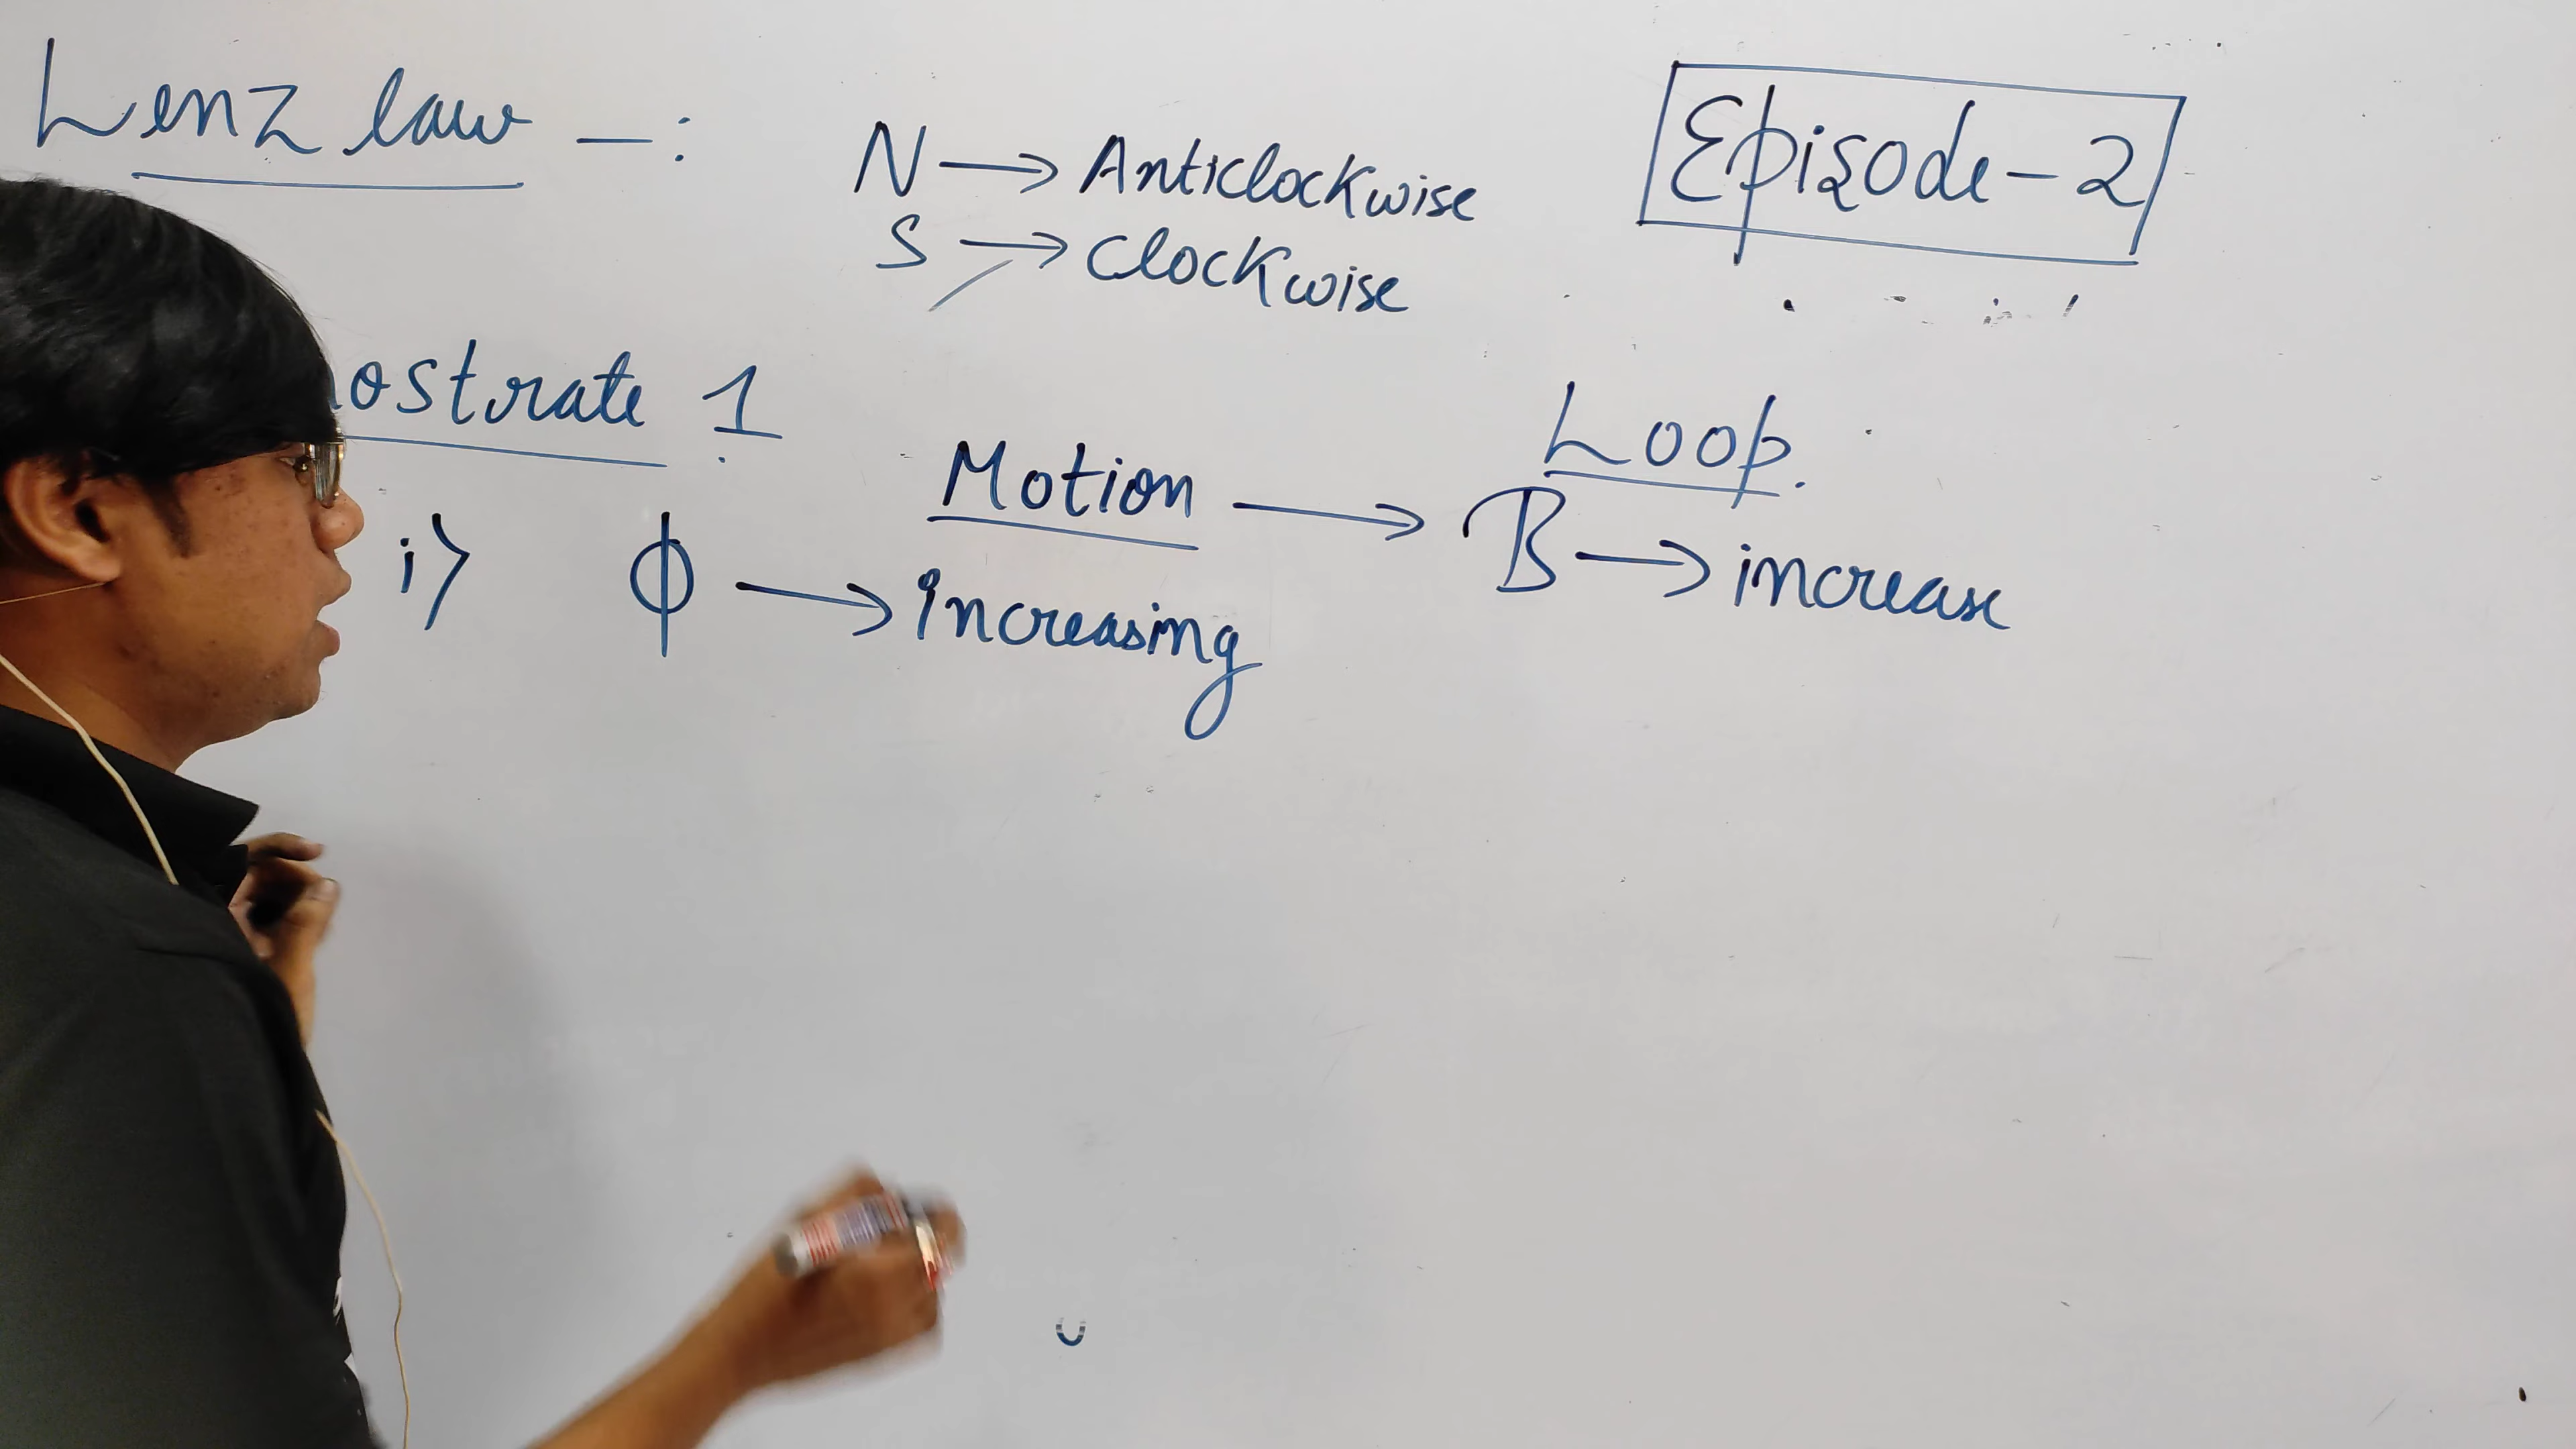 Lenz law -:
N → Anticlockwise
S → Clockwise
Episode-2
ostrate 1
Loop.
Motion → B → increase
i> ϕ → increasing